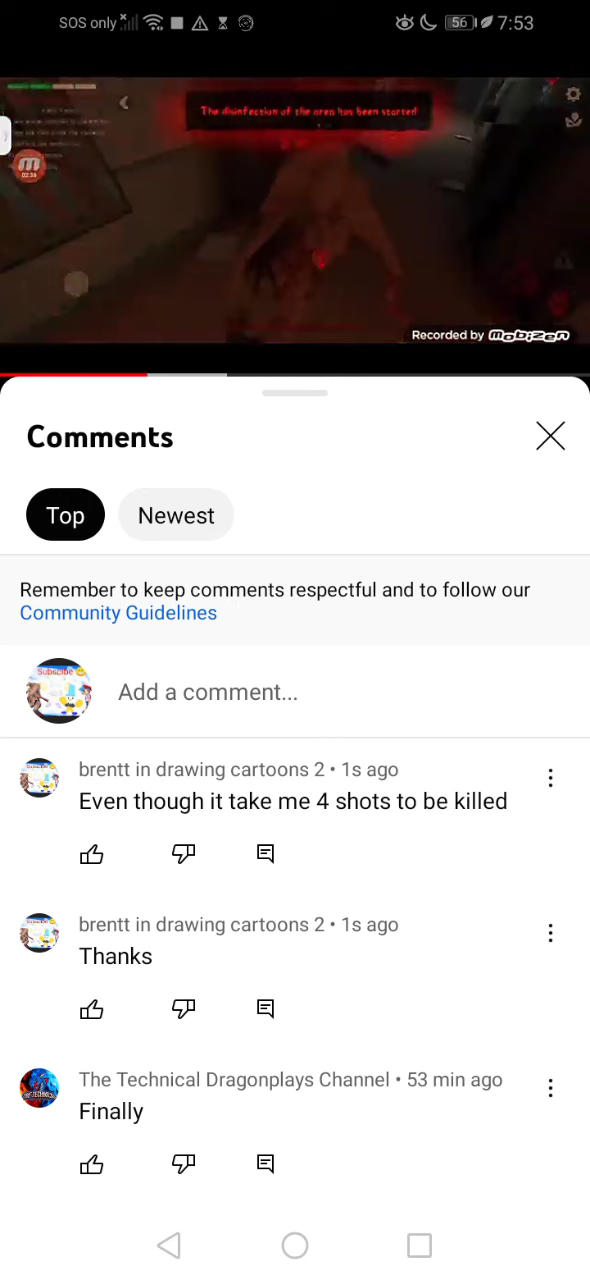 SOS only
56
7:53
The disinfection of the area has been started
02:36
Recorded by Mobizen
Comments
Top
Newest
Remember to keep comments respectful and to follow our
Community Guidelines
Subscribe
Add a comment...
brentt in drawing cartoons 2 • 1s ago
Even though it take me 4 shots to be killed
brentt in drawing cartoons 2 • 1s ago
Thanks
The Technical Dragonplays Channel • 53 min ago
Finally